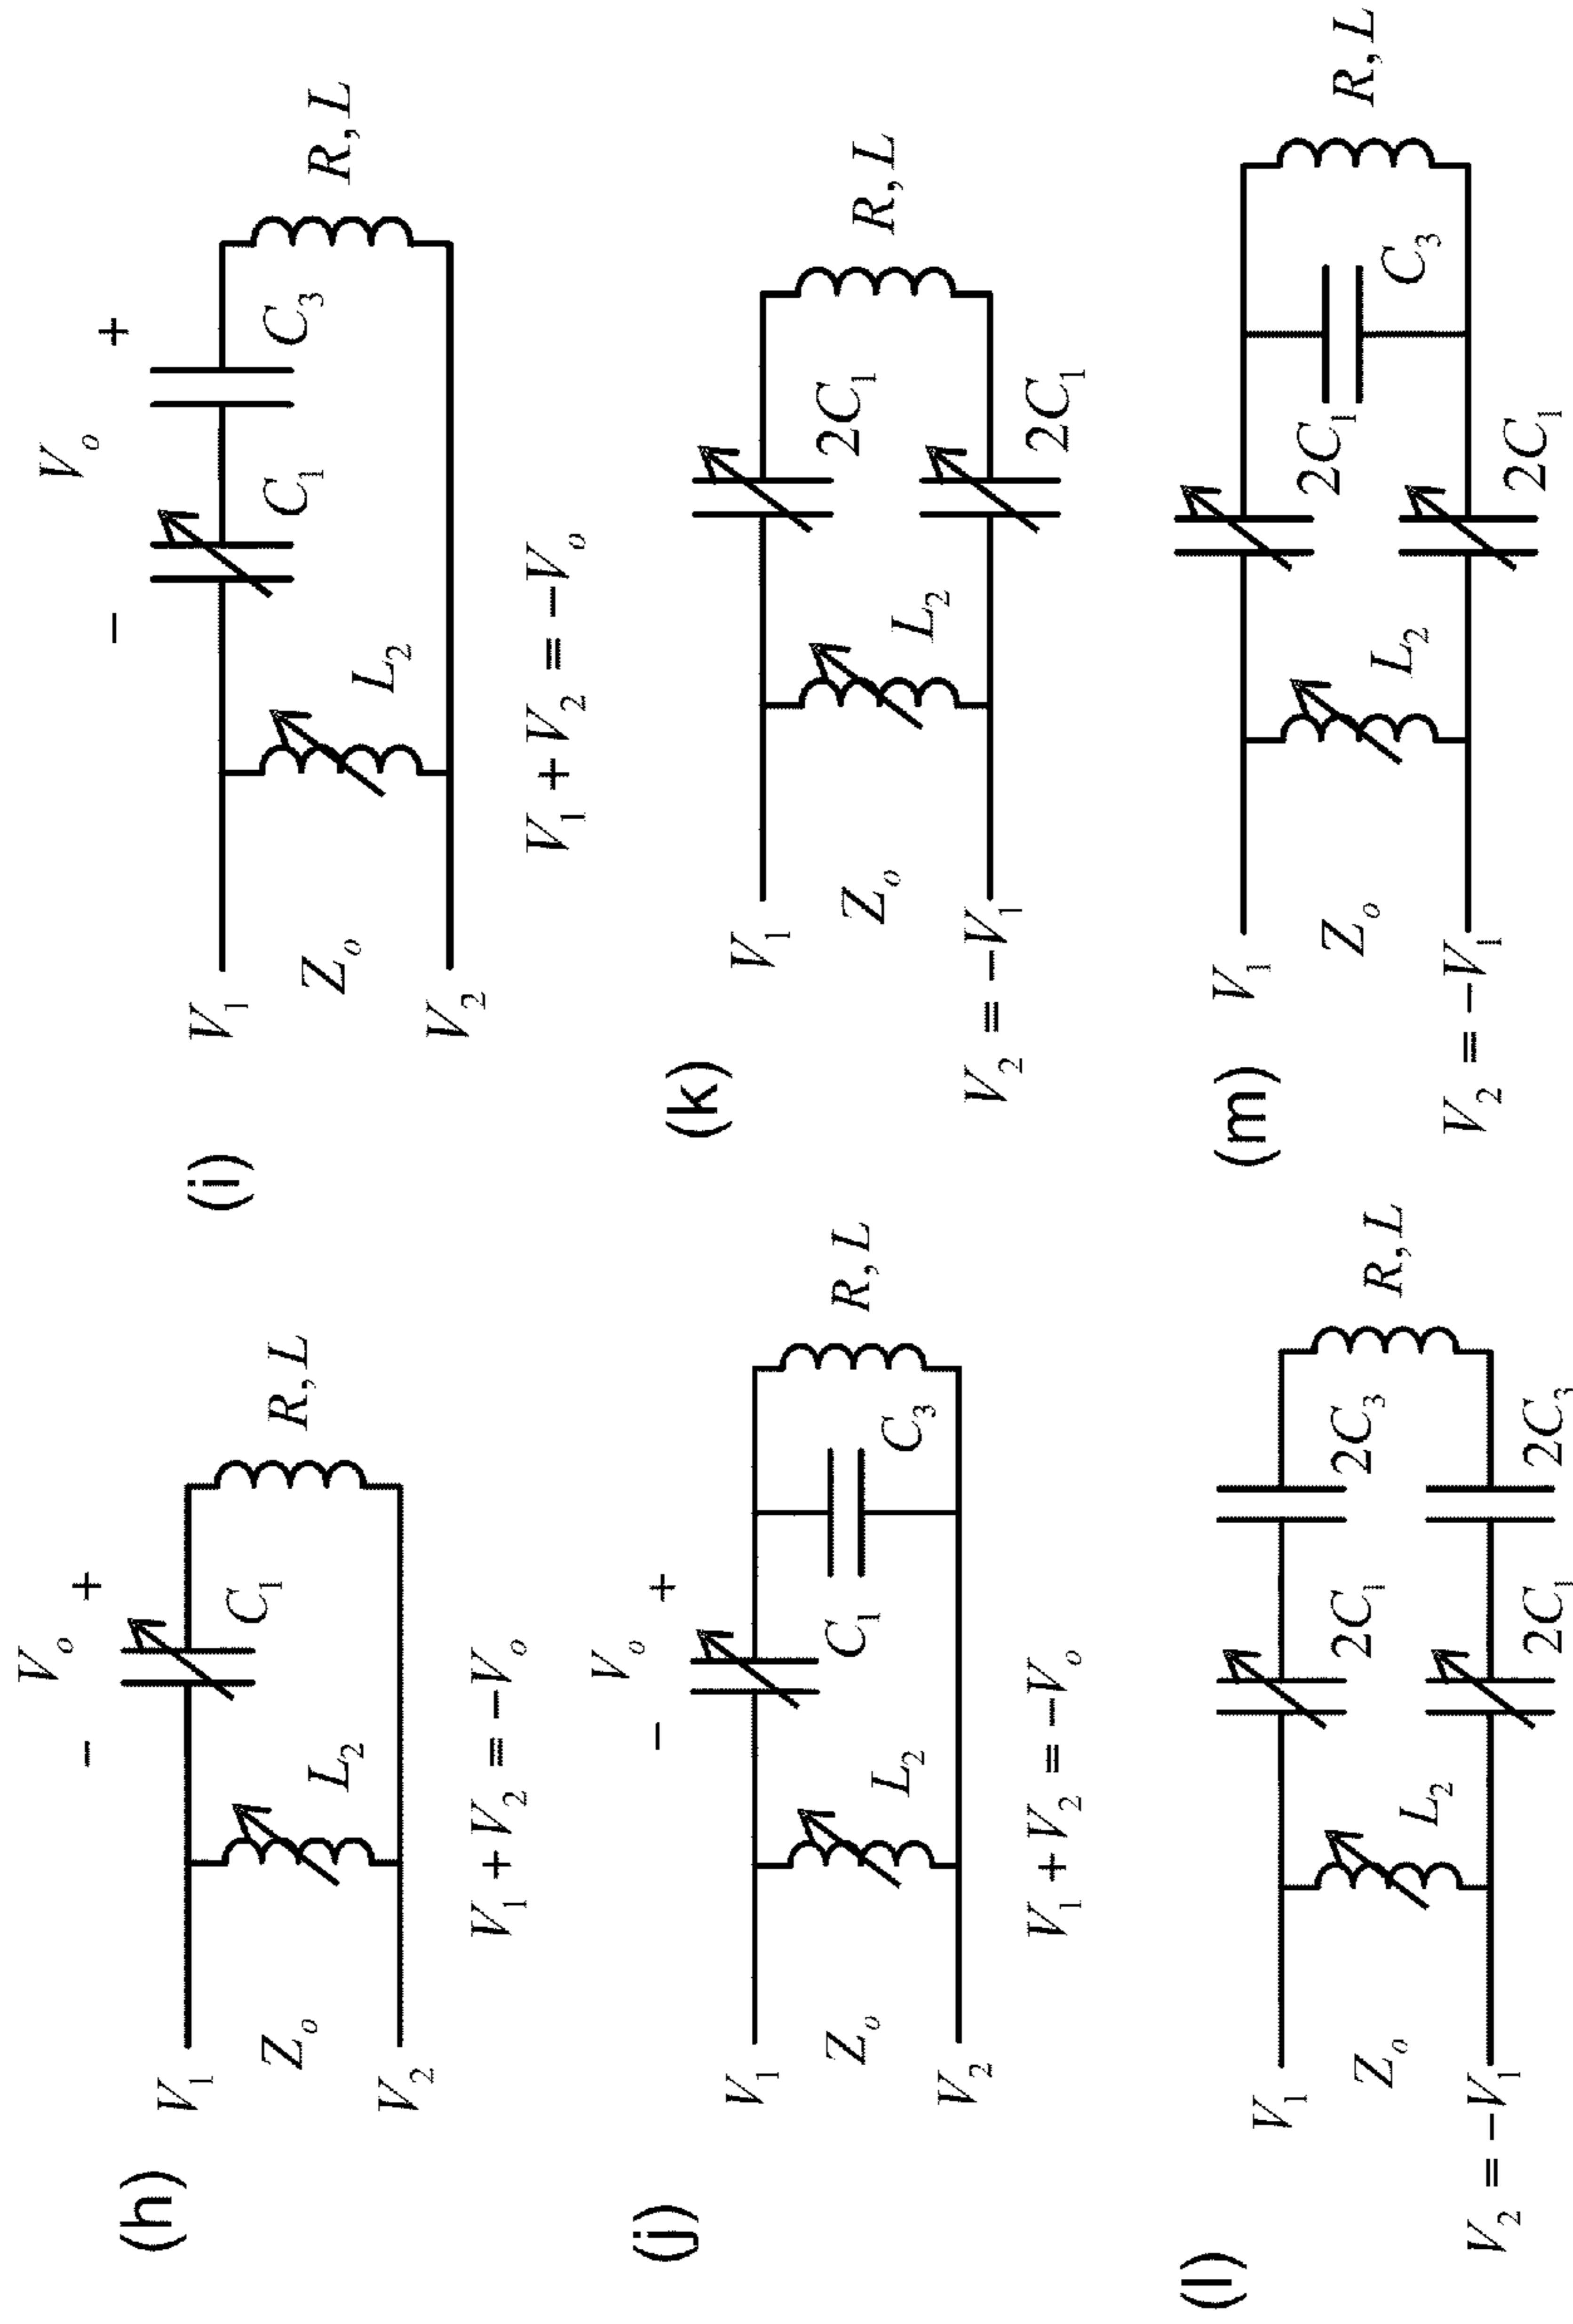 (h)
− V_o +
V_1
Z_o
V_2
L_2
C_1
R, L
V_1 + V_2 = −V_o
(i)
− V_o +
V_1
Z_o
V_2
L_2
C_1
C_3
R, L
V_1 + V_2 = −V_o
(j)
− V_o +
V_1
Z_o
V_2
L_2
C_1
C_3
R, L
V_1 + V_2 = −V_o
(k)
V_1
Z_o
V_2 = −V_1
L_2
2C_1
2C_1
R, L
(l)
V_1
Z_o
V_2 = −V_1
L_2
2C_1
2C_3
2C_1
2C_3
R, L
(m)
V_1
Z_o
V_2 = −V_1
L_2
2C_1
2C_1
C_3
R, L